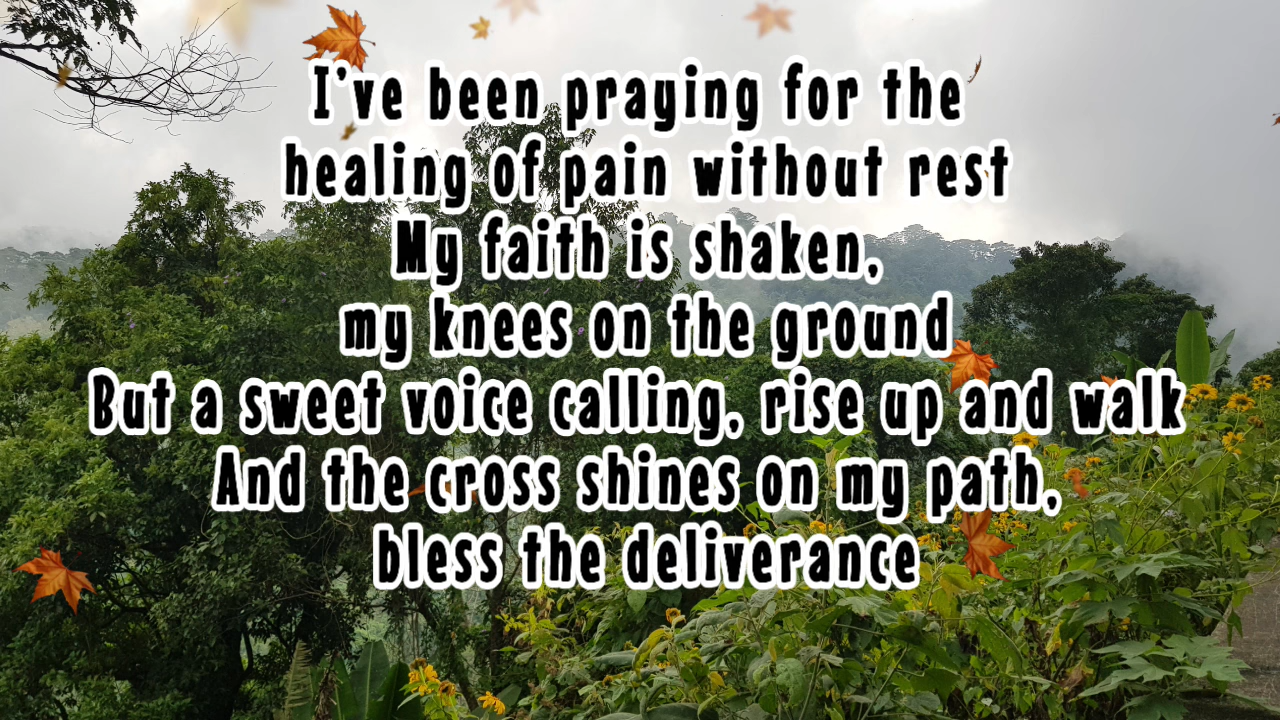 I've been praying for the
healing of pain without rest
My faith is shaken,
my knees on the ground
But a sweet voice calling, rise up and walk
And the cross shines on my path,
bless the deliverance